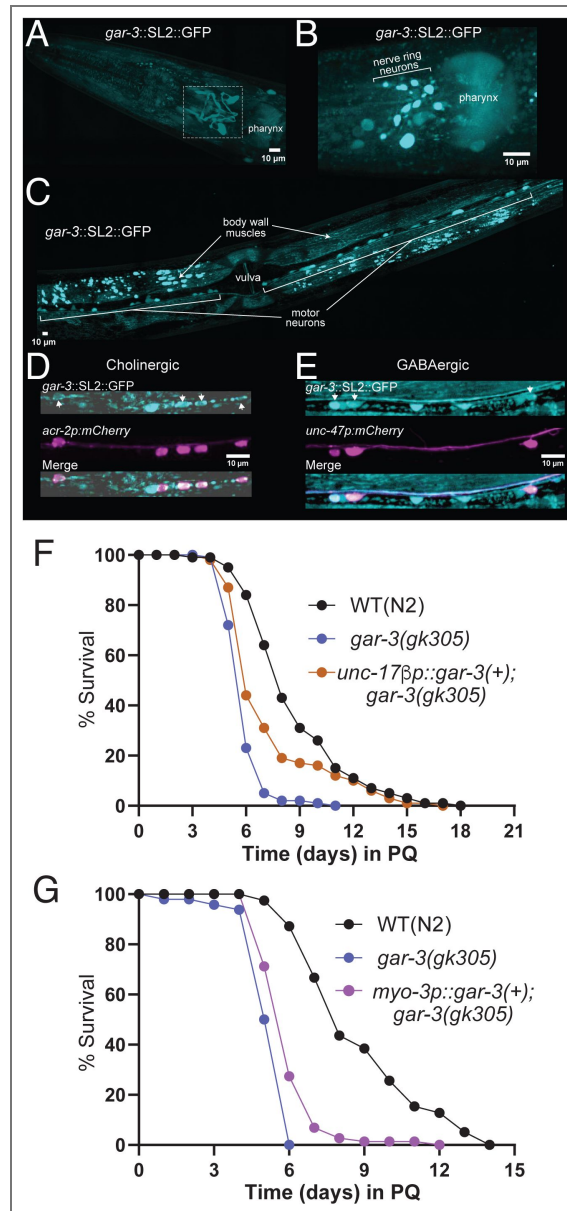 A
gar-3::SL2::GFP
pharynx
10 µm
B
gar-3::SL2::GFP
nerve ring
neurons
pharynx
10 µm
C
gar-3::SL2::GFP
body wall
muscles
vulva
motor
neurons
10 µm
D
Cholinergic
gar-3::SL2::GFP
acr-2p:mCherry
Merge
10 µm
E
GABAergic
gar-3::SL2::GFP
unc-47p:mCherry
Merge
10 µm
F
% Survival
100
80
60
40
20
0
0 3 6 9 12 15 18 21
Time (days) in PQ
WT(N2)
gar-3(gk305)
unc-17βp::gar-3(+);
gar-3(gk305)
G
% Survival
100
80
60
40
20
0
0 3 6 9 12 15
Time (days) in PQ
WT(N2)
gar-3(gk305)
myo-3p::gar-3(+);
gar-3(gk305)